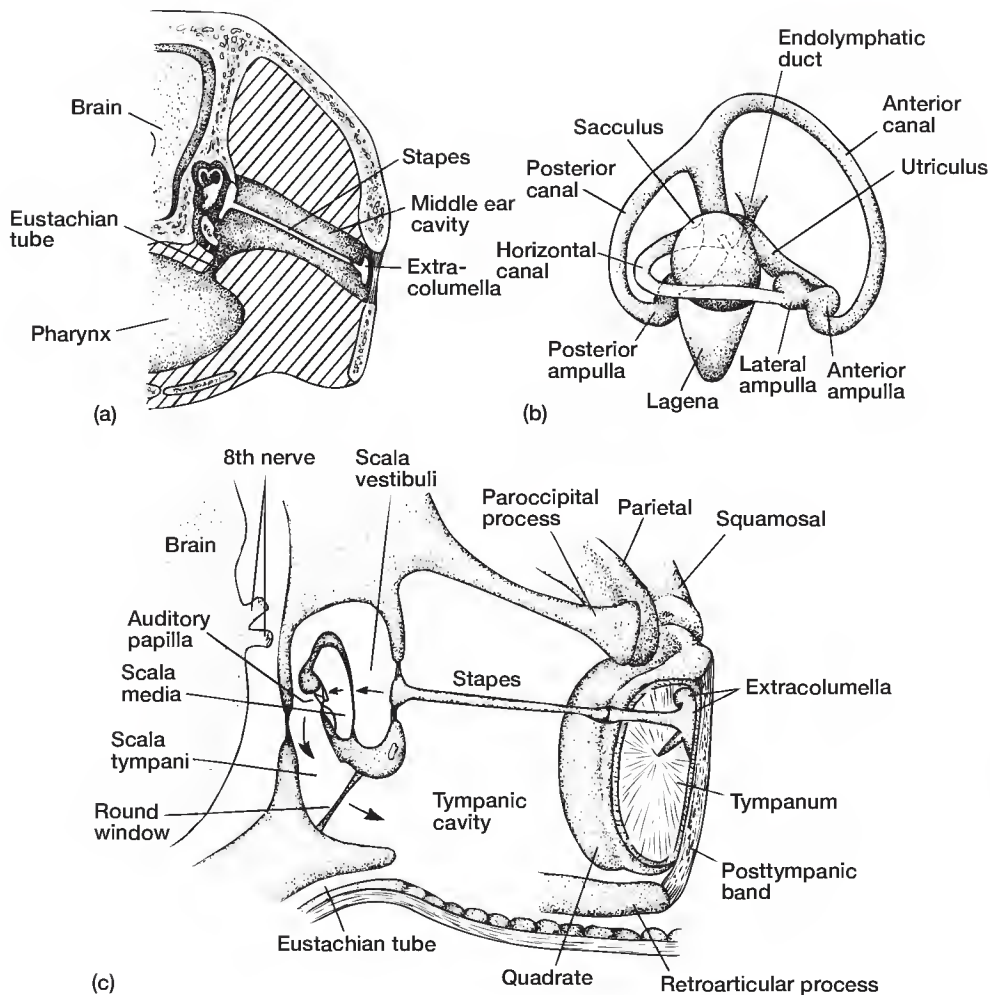 Brain
Stapes
Middle ear
cavity
Eustachian
tube
Extra-
columella
Pharynx
(a)
Endolymphatic
duct
Anterior
canal
Sacculus
Utriculus
Posterior
canal
Horizontal
canal
Posterior
ampulla
Lagena
Lateral
ampulla
Anterior
ampulla
(b)
8th nerve
Scala
vestibuli
Paroccipital
process
Parietal
Squamosal
Brain
Auditory
papilla
Scala
media
Stapes
Extracolumella
Scala
tympani
Round
window
Tympanic
cavity
Tympanum
Posttympanic
band
Eustachian tube
Quadrate
Retroarticular process
(c)